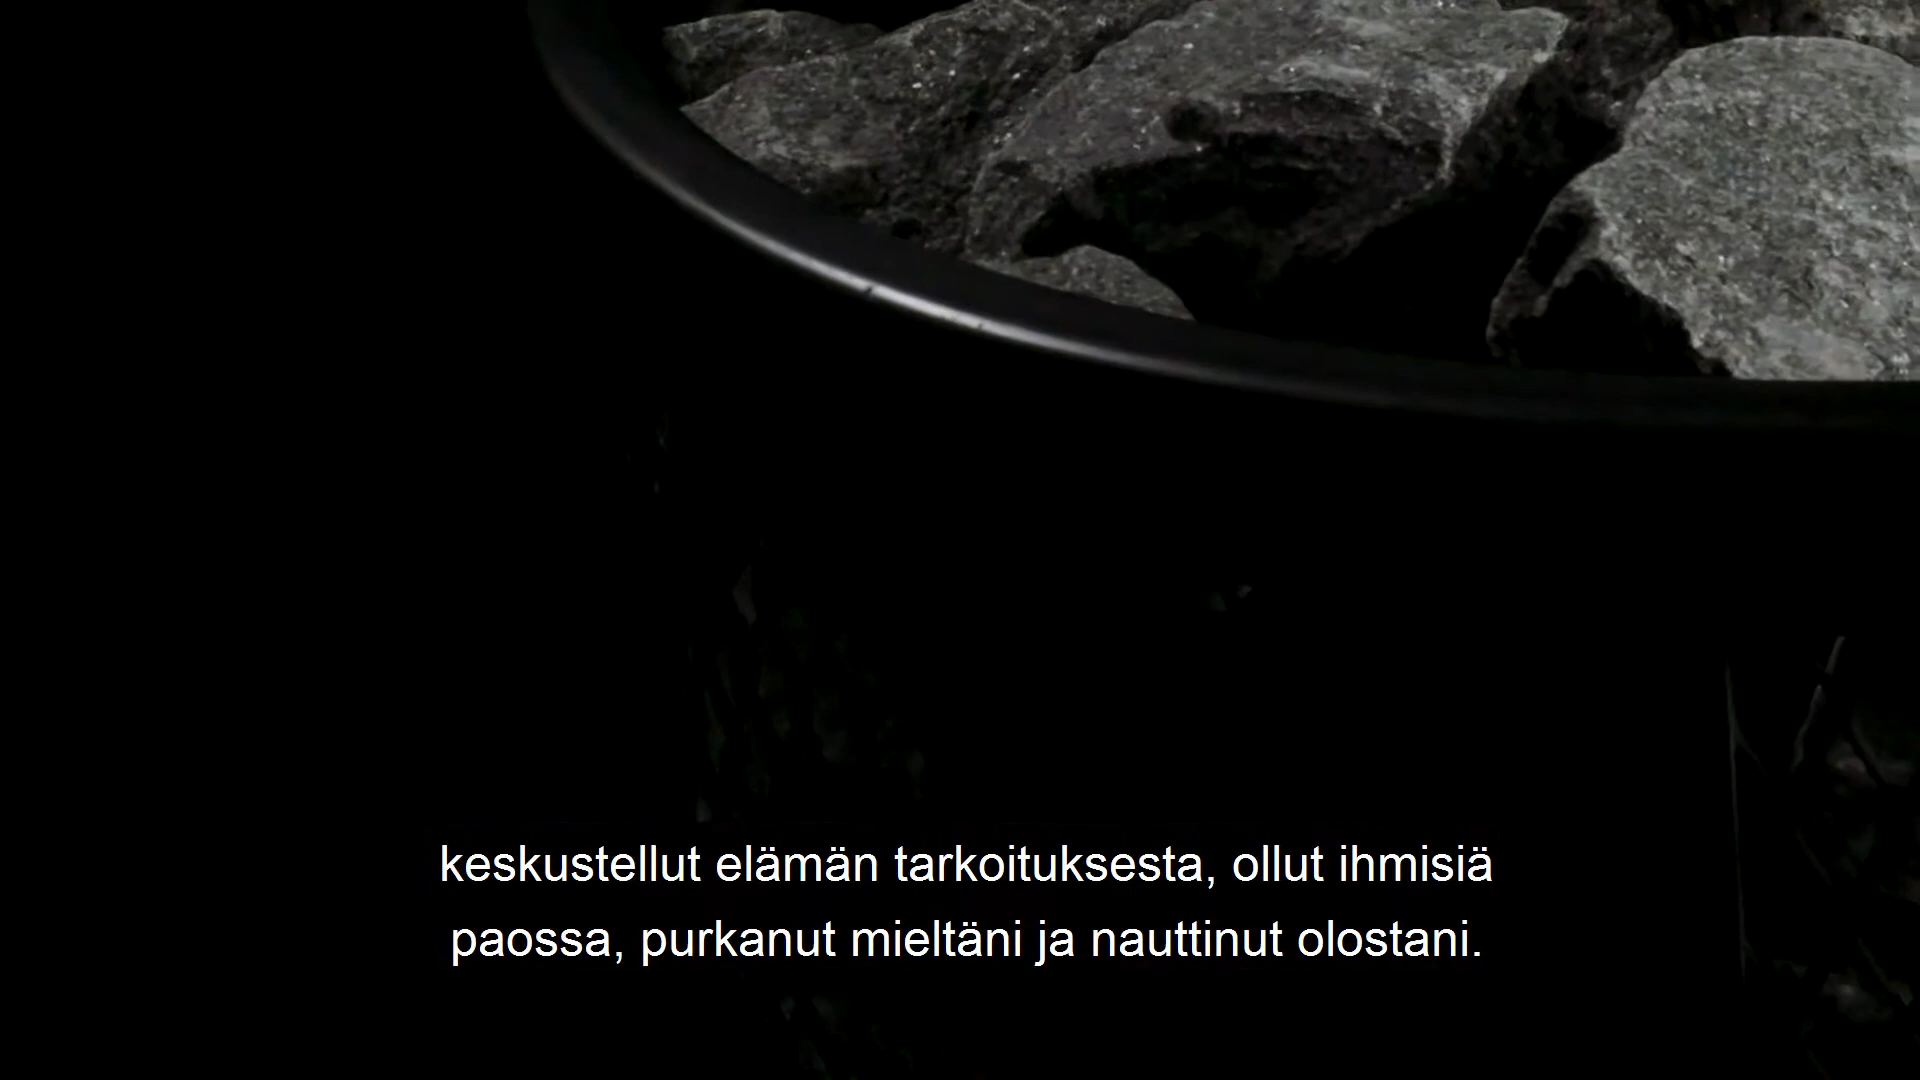 keskustellut elämän tarkoituksesta, ollut ihmisiä
paossa, purkanut mieltäni ja nauttinut olostani.